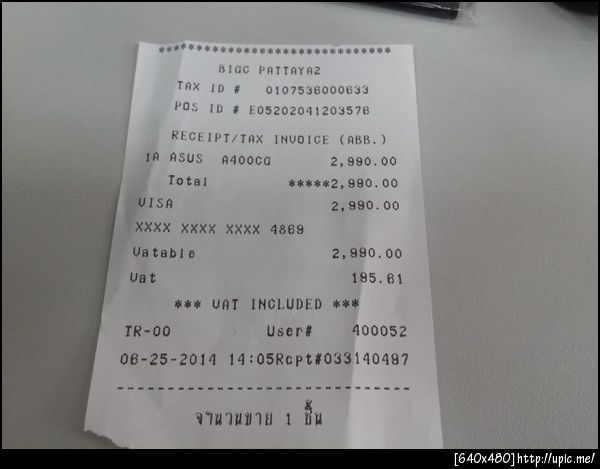 ********************************
BIGC PATTAYA2
TAX ID # 0107536000633
POS ID # E05202041203576
RECEIPT/TAX INVOICE (ABB.)
1A ASUS A400CG 2,990.00
Total *****2,990.00
VISA 2,990.00
XXXX XXXX XXXX 4869
Vatable 2,990.00
Vat 195.61
*** VAT INCLUDED ***
TR-00 User# 400052
06-25-2014 14:05Rcpt#033140497
--------------------------------
จำนวนขาย 1 ชิ้น
[640x480] http://upic.me/